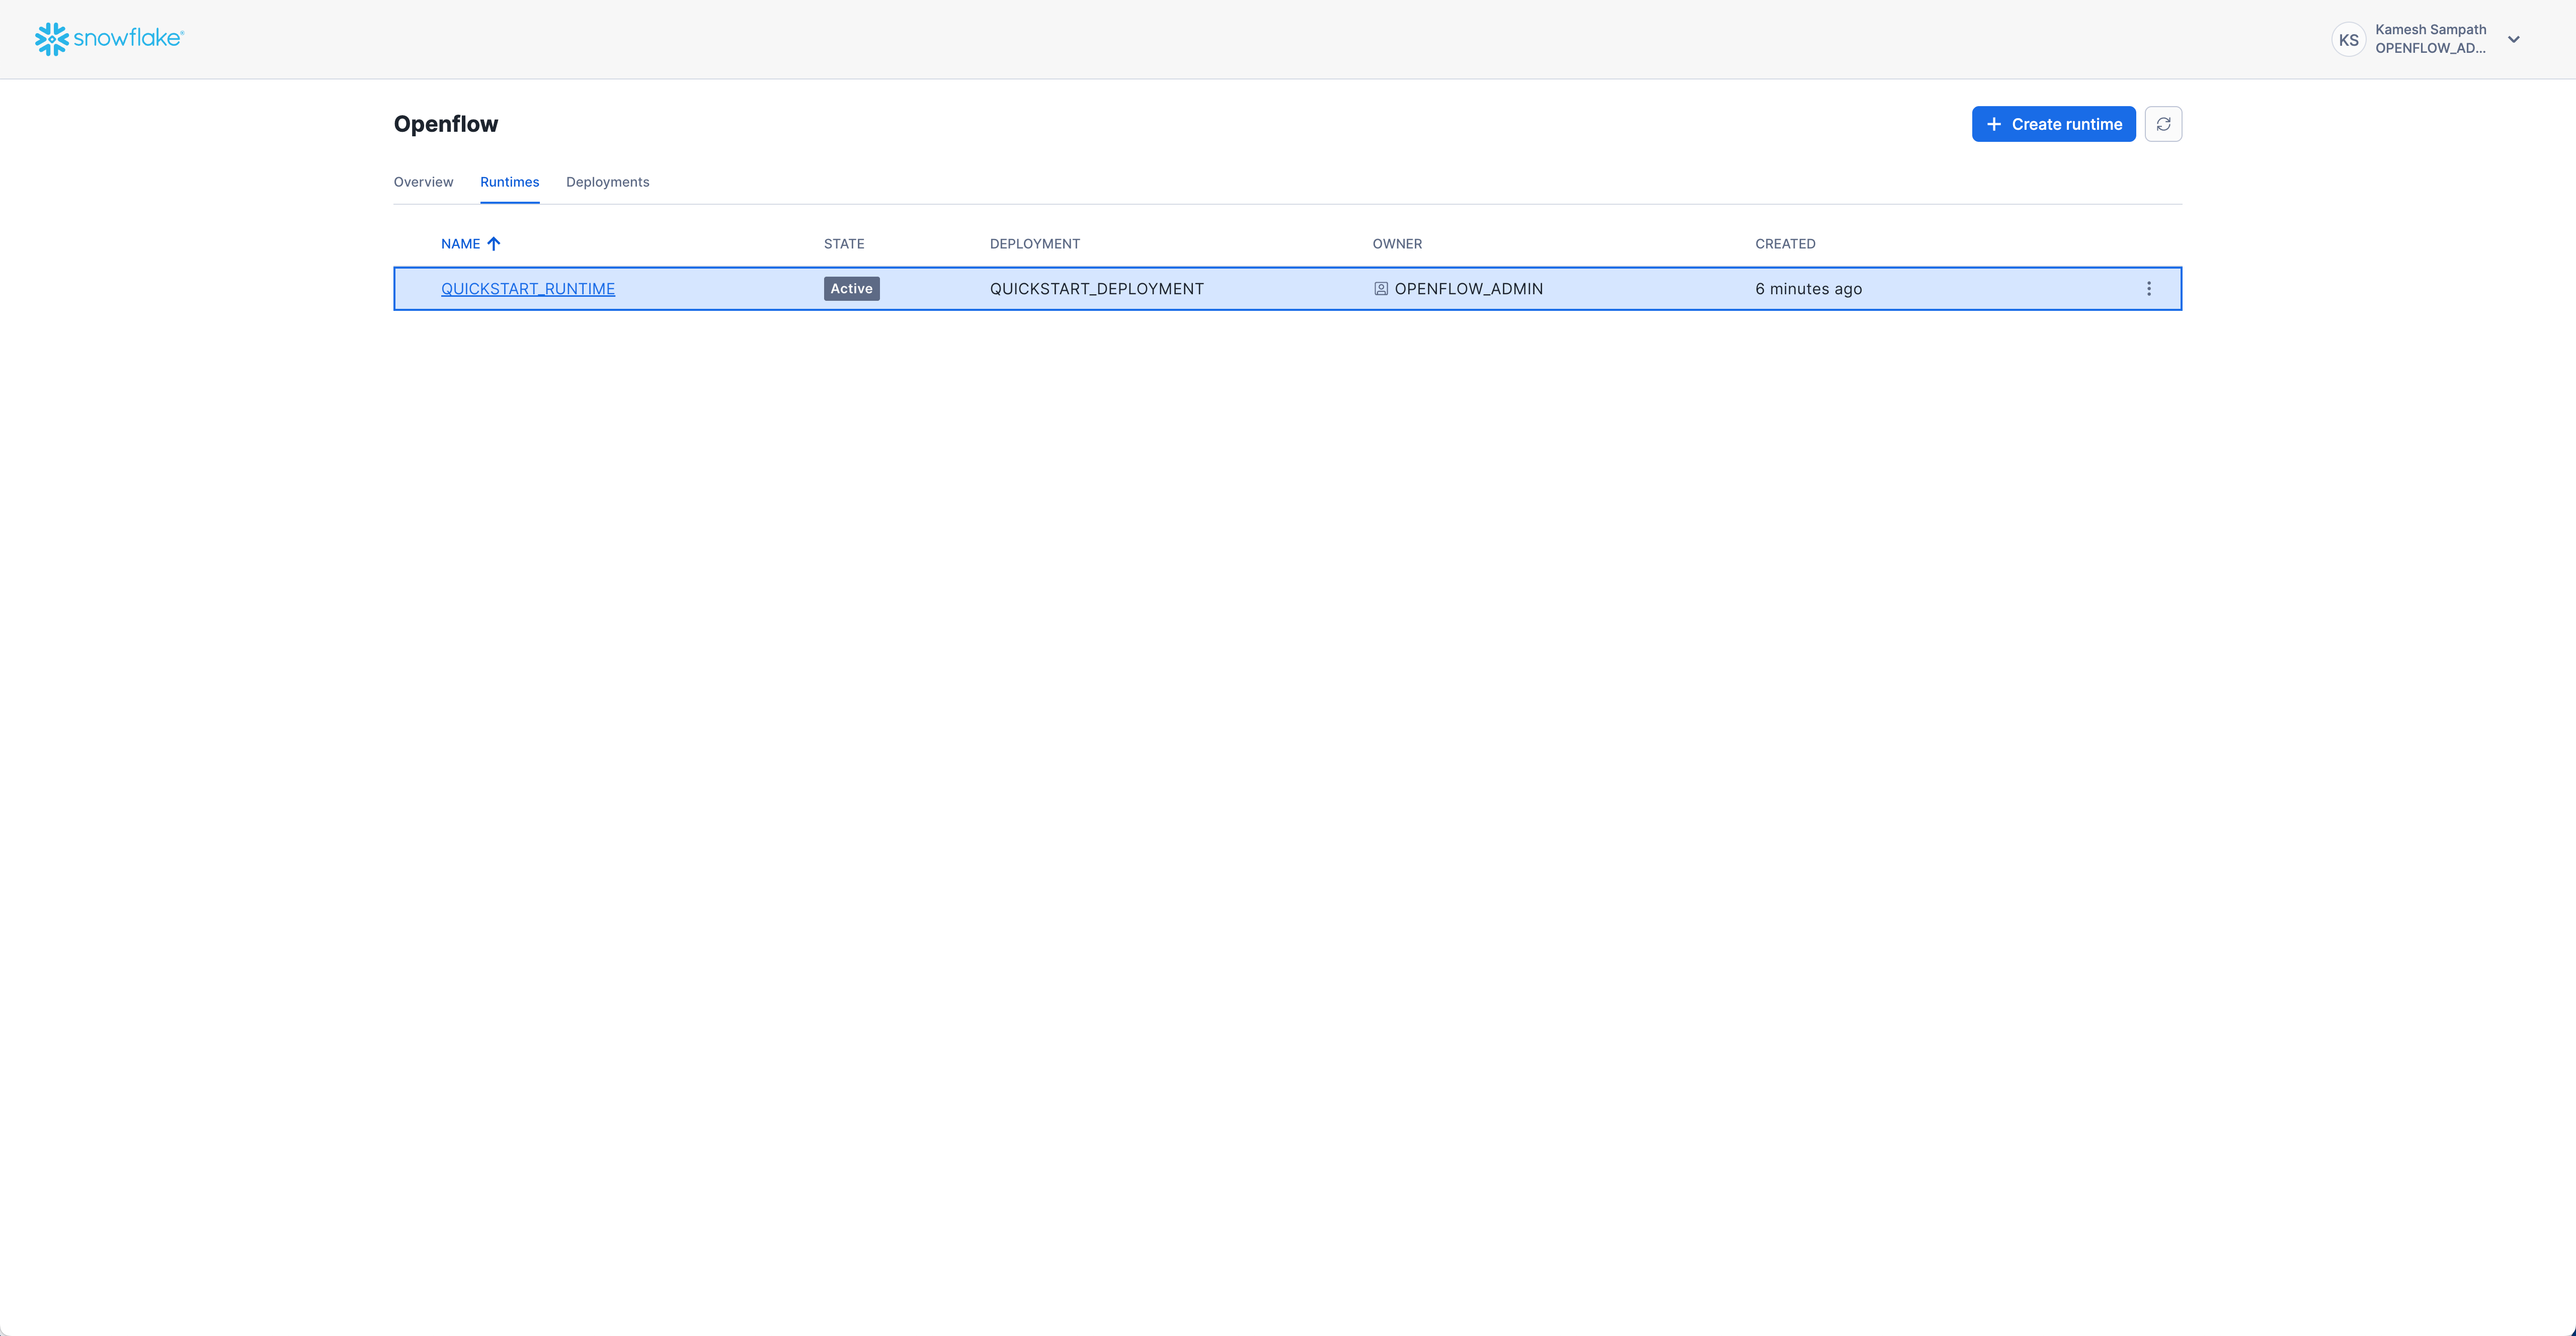 snowflake®
KS
Kamesh Sampath
OPENFLOW_AD...
Openflow
+ Create runtime
Overview Runtimes Deployments
NAME ↑ STATE DEPLOYMENT OWNER CREATED
QUICKSTART_RUNTIME Active QUICKSTART_DEPLOYMENT OPENFLOW_ADMIN 6 minutes ago